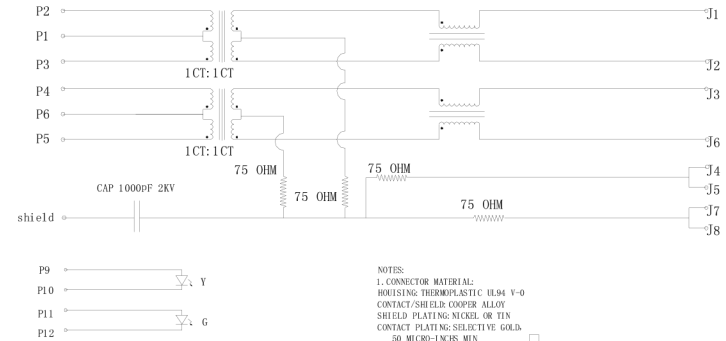 P2
J1
P1
P3
J2
1CT:1CT
P4
J3
P6
P5
J6
1CT:1CT
75 OHM
75 OHM
75 OHM
J4
J5
CAP 1000PF 2KV
75 OHM
J7
shield
J8
P9
Y
P10
P11
G
P12
NOTES:
1. CONNECTOR MATERIAL:
HOUISING: THERMOPLASTIC UL94 V-0
CONTACT/SHIELD: COOPER ALLOY
SHIELD PLATING: NICKEL OR TIN
CONTACT PLATING: SELECTIVE GOLD.
50 MICRO-INCHS MIN